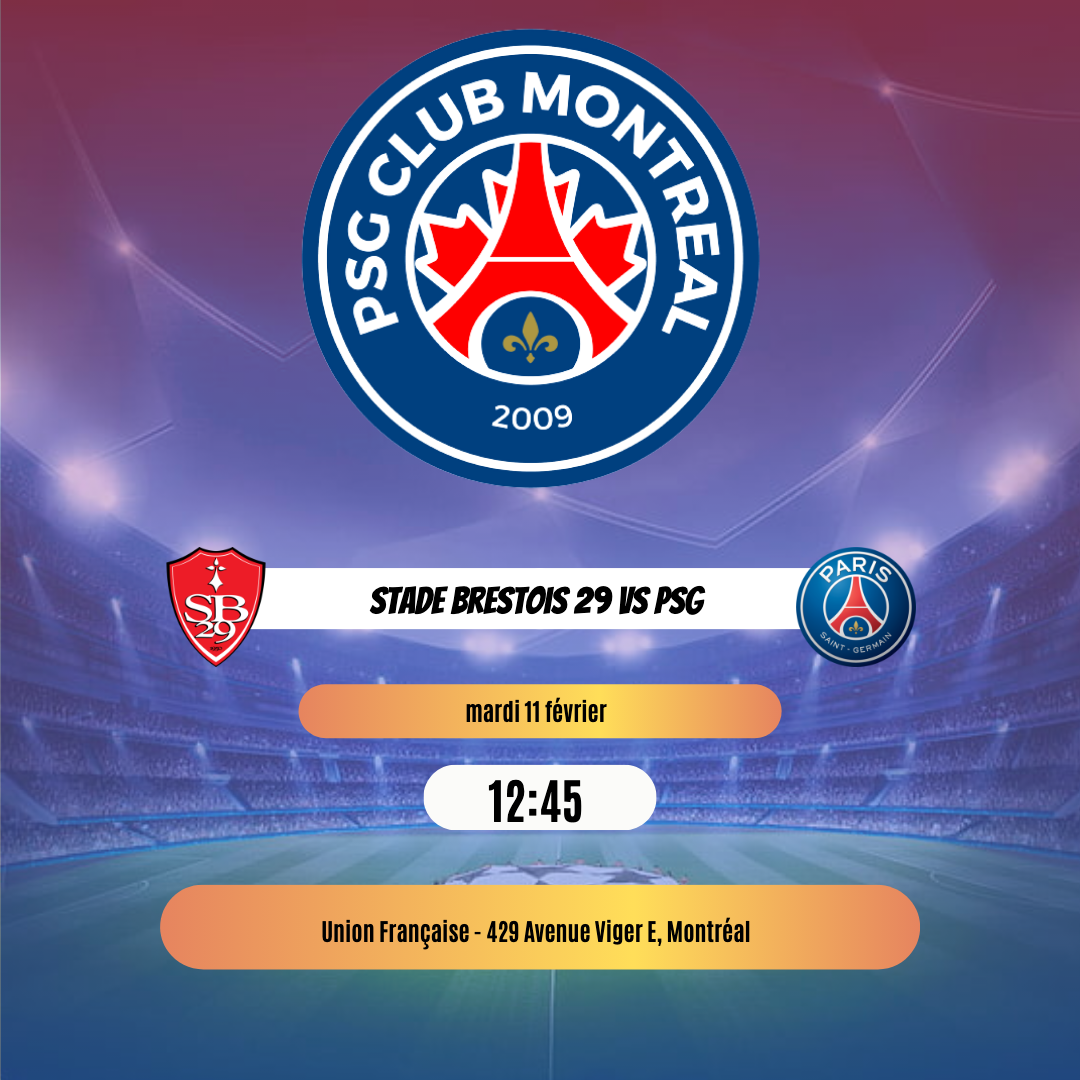 PSG CLUB MONTREAL
2009
SB
29
STADE BRESTOIS 29 VS PSG
PARIS
SAINT - GERMAIN
mardi 11 février
12:45
Union Française - 429 Avenue Viger E, Montréal